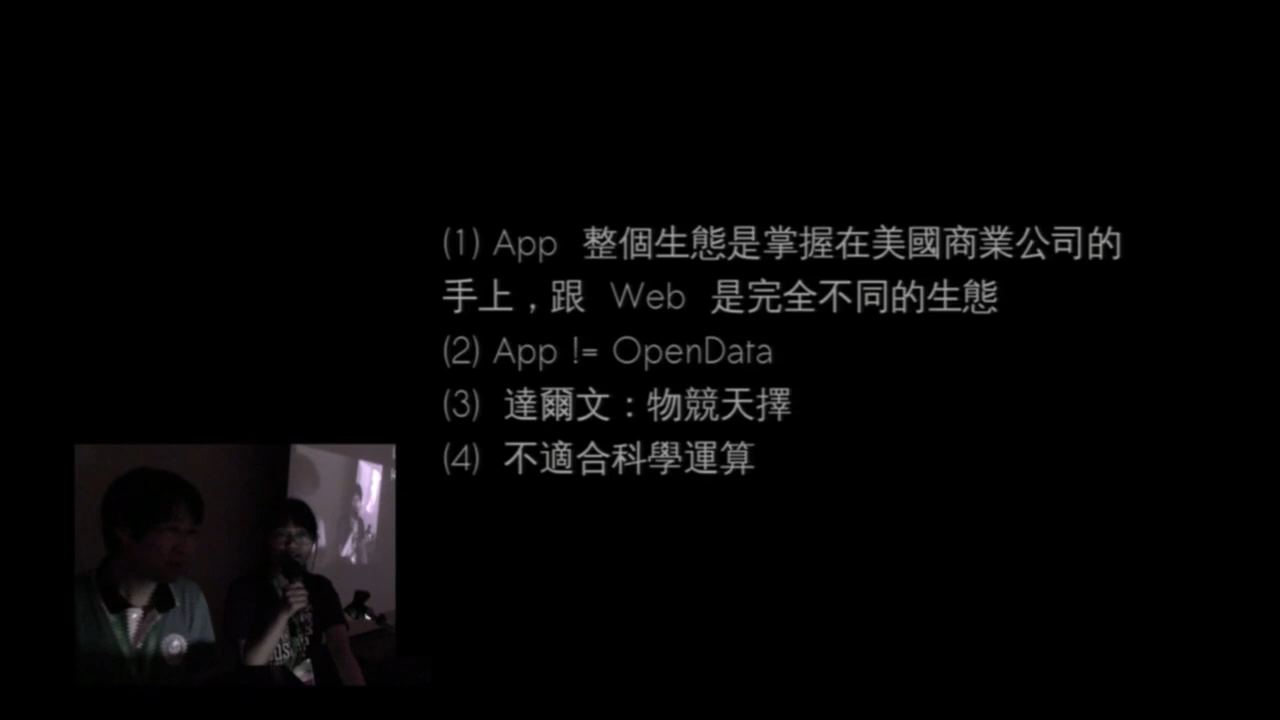 (1) App 整個生態是掌握在美國商業公司的
手上，跟 Web 是完全不同的生態
(2) App != OpenData
(3) 達爾文：物競天擇
(4) 不適合科學運算